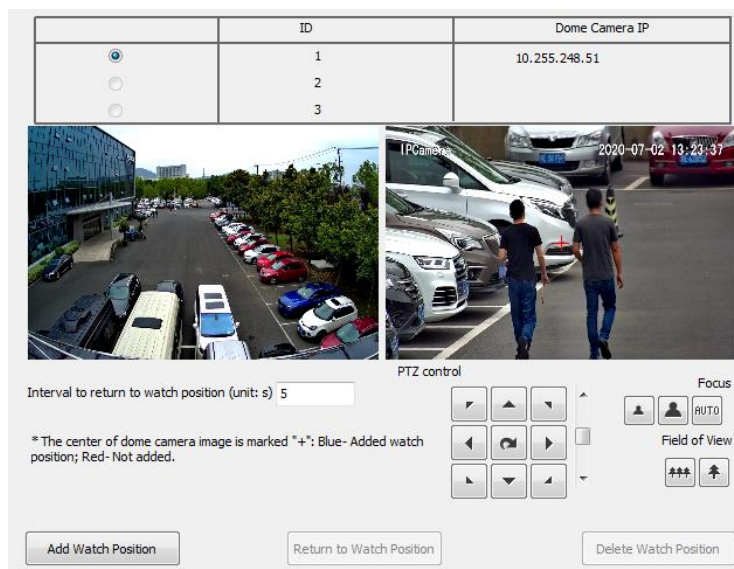 ID Dome Camera IP
1 10.255.248.51
2
3
IPCamera 2020-07-02 13:23:37
PTZ control
Interval to return to watch position (unit: s) 5
Focus
AUTO
* The center of dome camera image is marked "+": Blue- Added watch
position; Red- Not added.
Field of View
Add Watch Position Return to Watch Position Delete Watch Position